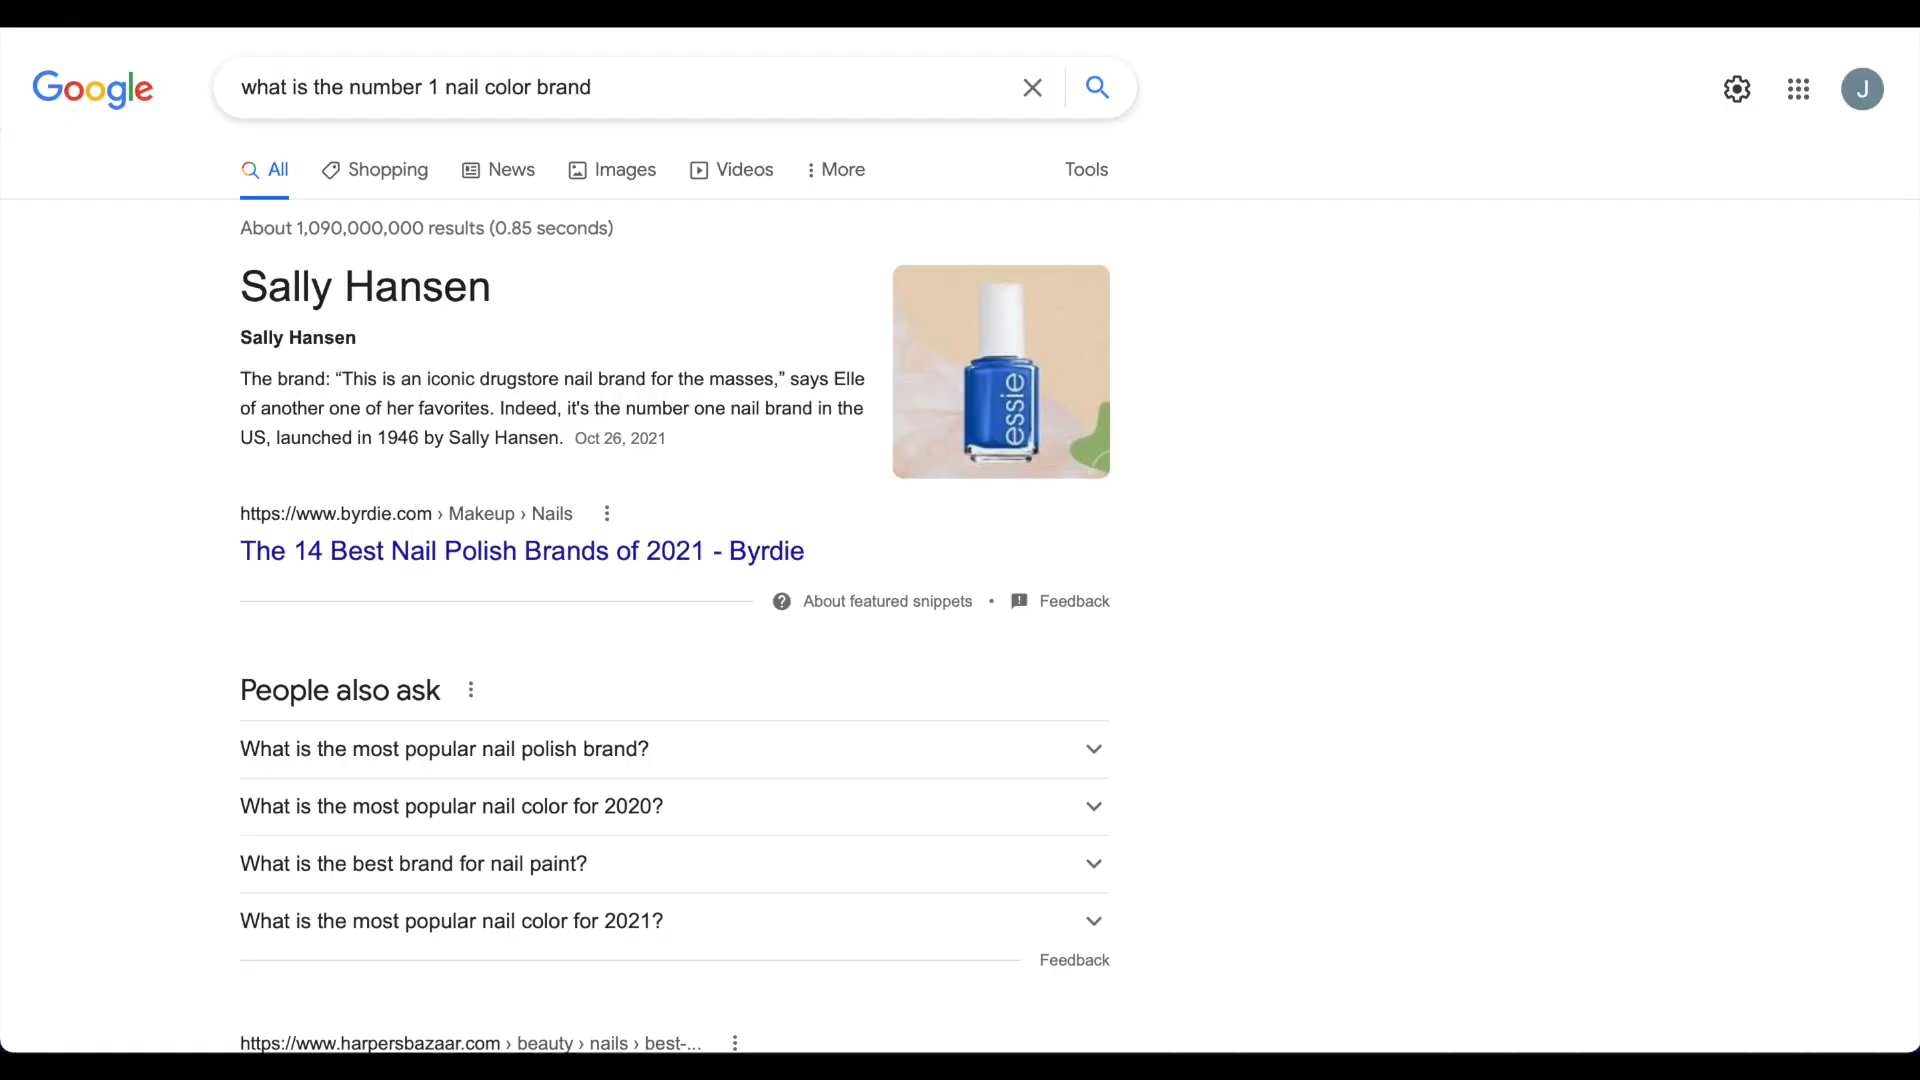 Google
what is the number 1 nail color brand
J
All
Shopping
News
Images
Videos
More
Tools
About 1,090,000,000 results (0.85 seconds)
Sally Hansen
Sally Hansen
The brand: “This is an iconic drugstore nail brand for the masses,” says Elle
of another one of her favorites. Indeed, it's the number one nail brand in the
US, launched in 1946 by Sally Hansen. Oct 26, 2021
essie
https://www.byrdie.com › Makeup › Nails
The 14 Best Nail Polish Brands of 2021 - Byrdie
About featured snippets • Feedback
People also ask
What is the most popular nail polish brand?
What is the most popular nail color for 2020?
What is the best brand for nail paint?
What is the most popular nail color for 2021?
Feedback
https://www.harpersbazaar.com › beauty › nails › best-...